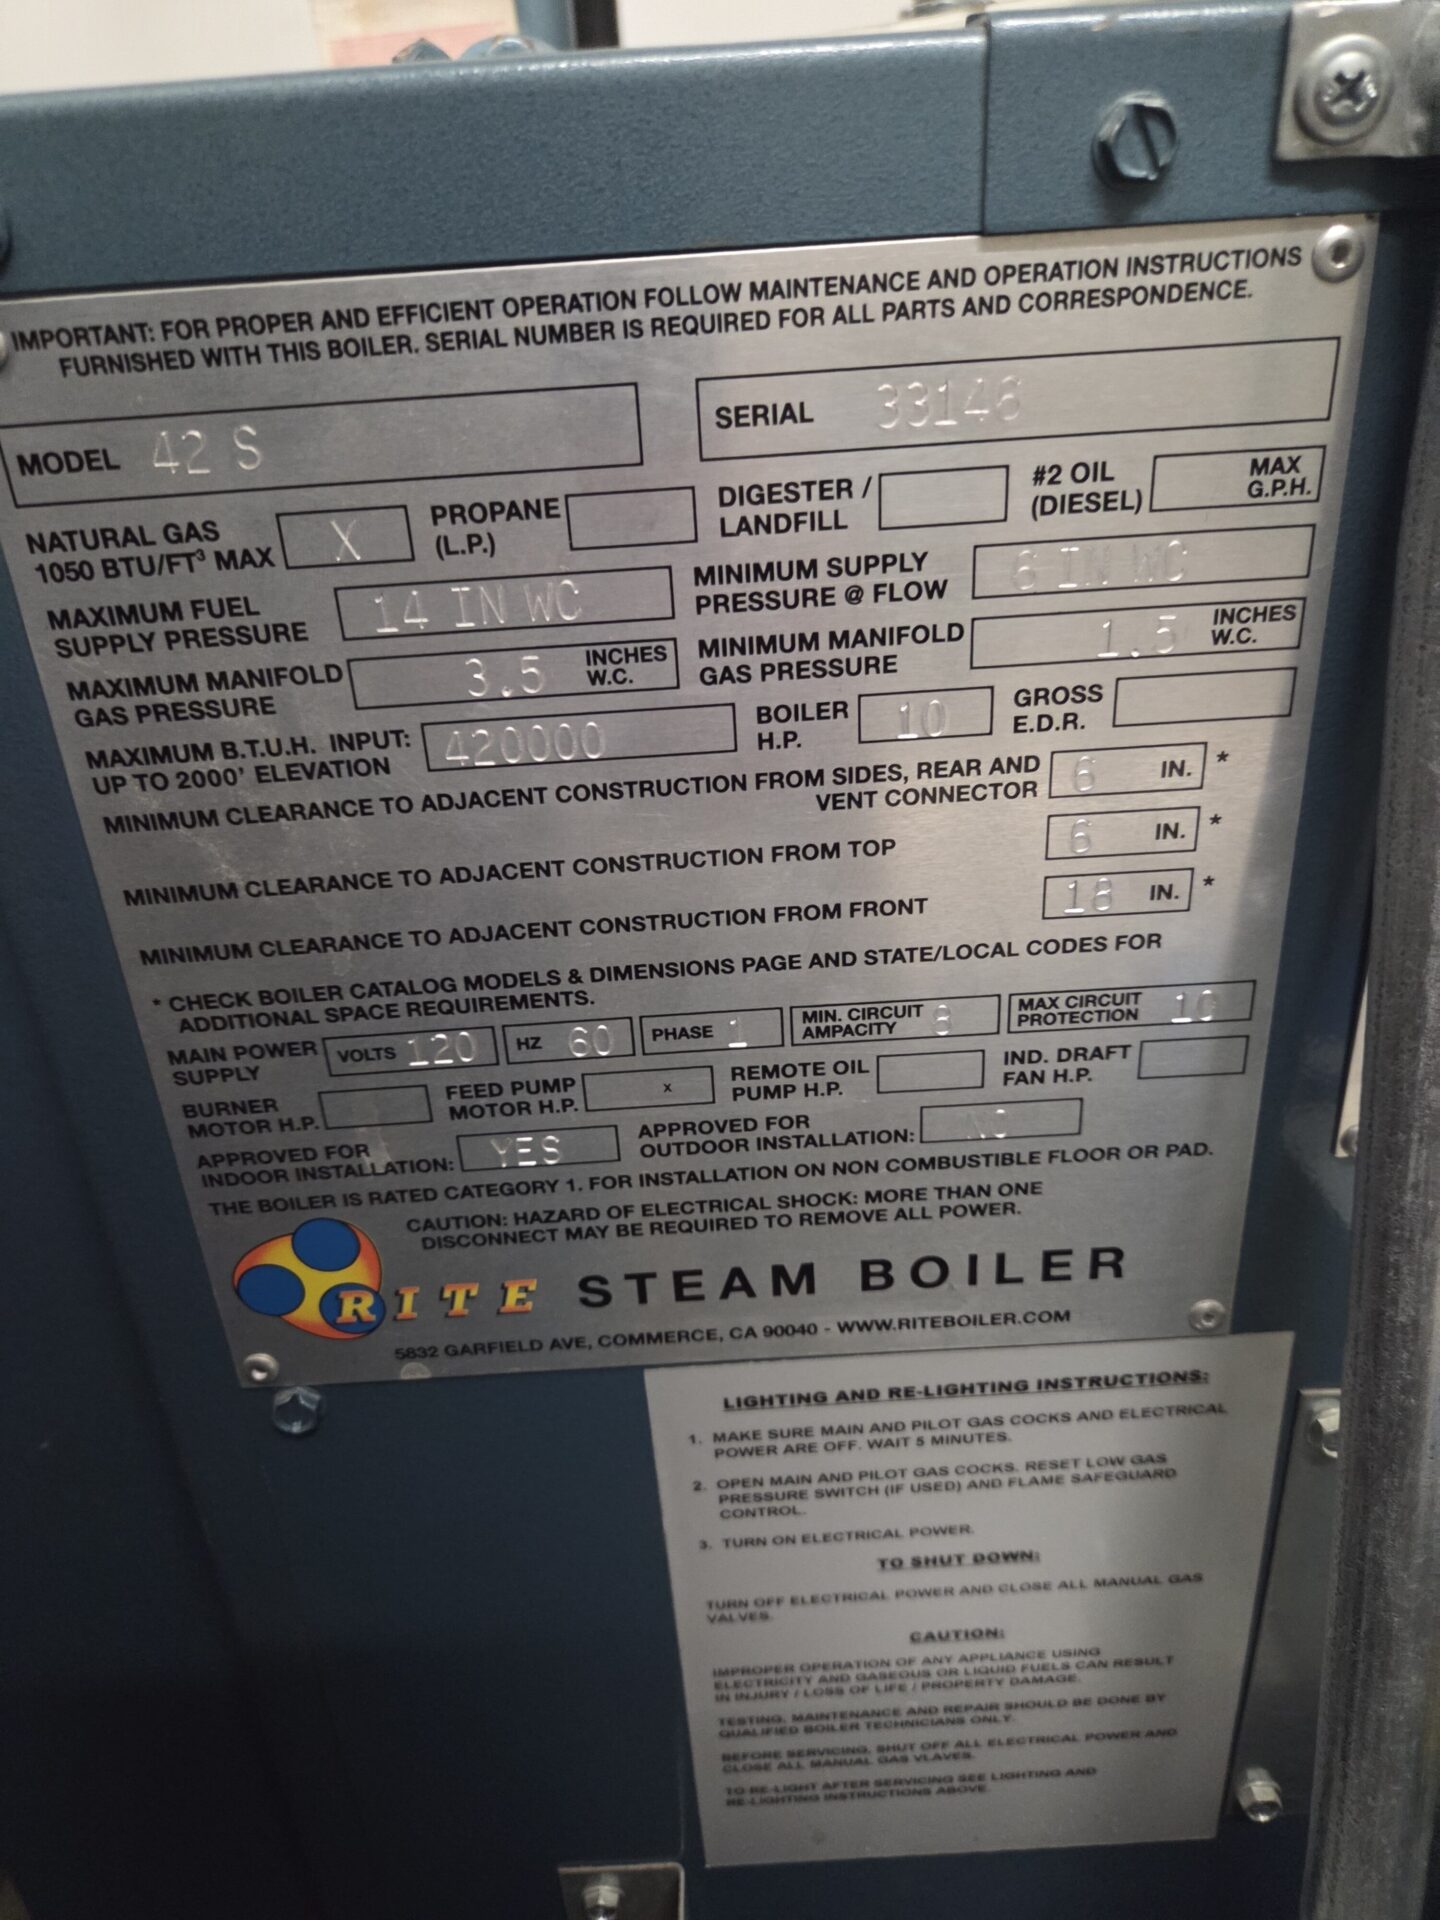 IMPORTANT: FOR PROPER AND EFFICIENT OPERATION FOLLOW MAINTENANCE AND OPERATION INSTRUCTIONS
FURNISHED WITH THIS BOILER. SERIAL NUMBER IS REQUIRED FOR ALL PARTS AND CORRESPONDENCE.
MODEL 42 S
SERIAL 33146
NATURAL GAS
1050 BTU/FT³ MAX X
PROPANE
(L.P.)
DIGESTER /
LANDFILL
#2 OIL
(DIESEL)
MAX
G.P.H.
MAXIMUM FUEL
SUPPLY PRESSURE 14 IN WC
MINIMUM SUPPLY
PRESSURE @ FLOW 6 IN WC
MAXIMUM MANIFOLD
GAS PRESSURE 3.5 INCHES
W.C.
MINIMUM MANIFOLD
GAS PRESSURE 1.5 INCHES
W.C.
MAXIMUM B.T.U.H. INPUT:
UP TO 2000' ELEVATION 420000
BOILER
H.P. 10
GROSS
E.D.R.
MINIMUM CLEARANCE TO ADJACENT CONSTRUCTION FROM SIDES, REAR AND
VENT CONNECTOR 6 IN. *
MINIMUM CLEARANCE TO ADJACENT CONSTRUCTION FROM TOP 6 IN. *
MINIMUM CLEARANCE TO ADJACENT CONSTRUCTION FROM FRONT 18 IN. *
* CHECK BOILER CATALOG MODELS & DIMENSIONS PAGE AND STATE/LOCAL CODES FOR
ADDITIONAL SPACE REQUIREMENTS.
MAIN POWER
SUPPLY
VOLTS 120
HZ 60
PHASE 1
MIN. CIRCUIT
AMPACITY 8
MAX CIRCUIT
PROTECTION 10
BURNER
MOTOR H.P.
FEED PUMP
MOTOR H.P. x
REMOTE OIL
PUMP H.P.
IND. DRAFT
FAN H.P.
APPROVED FOR
INDOOR INSTALLATION: YES
APPROVED FOR
OUTDOOR INSTALLATION: NO
THE BOILER IS RATED CATEGORY 1. FOR INSTALLATION ON NON COMBUSTIBLE FLOOR OR PAD.
CAUTION: HAZARD OF ELECTRICAL SHOCK: MORE THAN ONE
DISCONNECT MAY BE REQUIRED TO REMOVE ALL POWER.
RITE STEAM BOILER
5832 GARFIELD AVE, COMMERCE, CA 90040 - WWW.RITEBOILER.COM
LIGHTING AND RE-LIGHTING INSTRUCTIONS:
1. MAKE SURE MAIN AND PILOT GAS COCKS AND ELECTRICAL
POWER ARE OFF. WAIT 5 MINUTES.
2. OPEN MAIN AND PILOT GAS COCKS. RESET LOW GAS
PRESSURE SWITCH (IF USED) AND FLAME SAFEGUARD
CONTROL.
3. TURN ON ELECTRICAL POWER.
TO SHUT DOWN:
TURN OFF ELECTRICAL POWER AND CLOSE ALL MANUAL GAS
VALVES.
CAUTION:
IMPROPER OPERATION OF ANY APPLIANCE USING
ELECTRICITY AND GASEOUS OR LIQUID FUELS CAN RESULT
IN INJURY / LOSS OF LIFE / PROPERTY DAMAGE.
TESTING, MAINTENANCE AND REPAIR SHOULD BE DONE BY
QUALIFIED BOILER TECHNICIANS ONLY.
BEFORE SERVICING, SHUT OFF ALL ELECTRICAL POWER AND
CLOSE ALL MANUAL GAS VLAVES.
TO RE-LIGHT AFTER SERVICING SEE LIGHTING AND
RE-LIGHTING INSTRUCTIONS ABOVE.